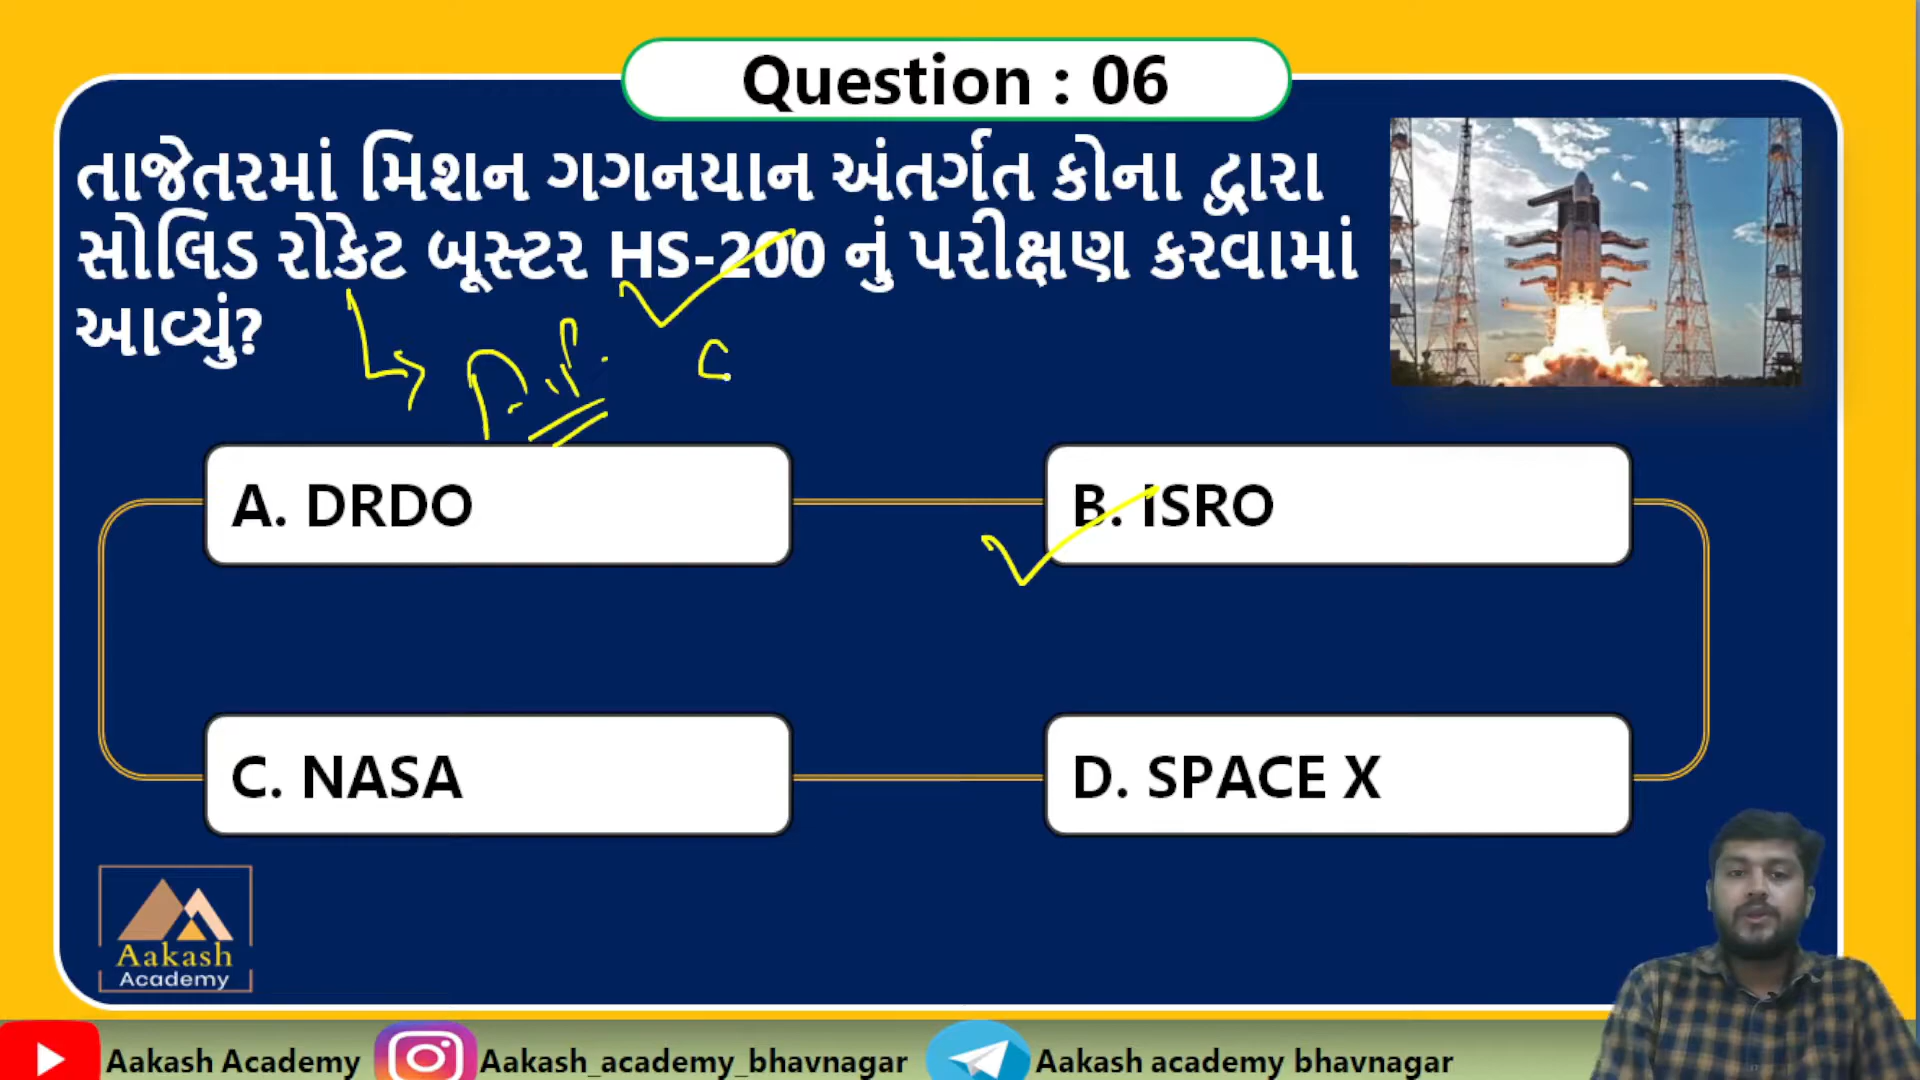 Question : 06
તાજેતરમાં મિશન ગગનયાન અંતર્ગત કોના દ્વારા
સોલિડ રોકેટ બૂસ્ટર HS-200 નું પરીક્ષણ કરવામાં
આવ્યું?
A. DRDO
B. ISRO
C. NASA
D. SPACE X
Aakash
Academy
Aakash Academy
Aakash_academy_bhavnagar
Aakash academy bhavnagar